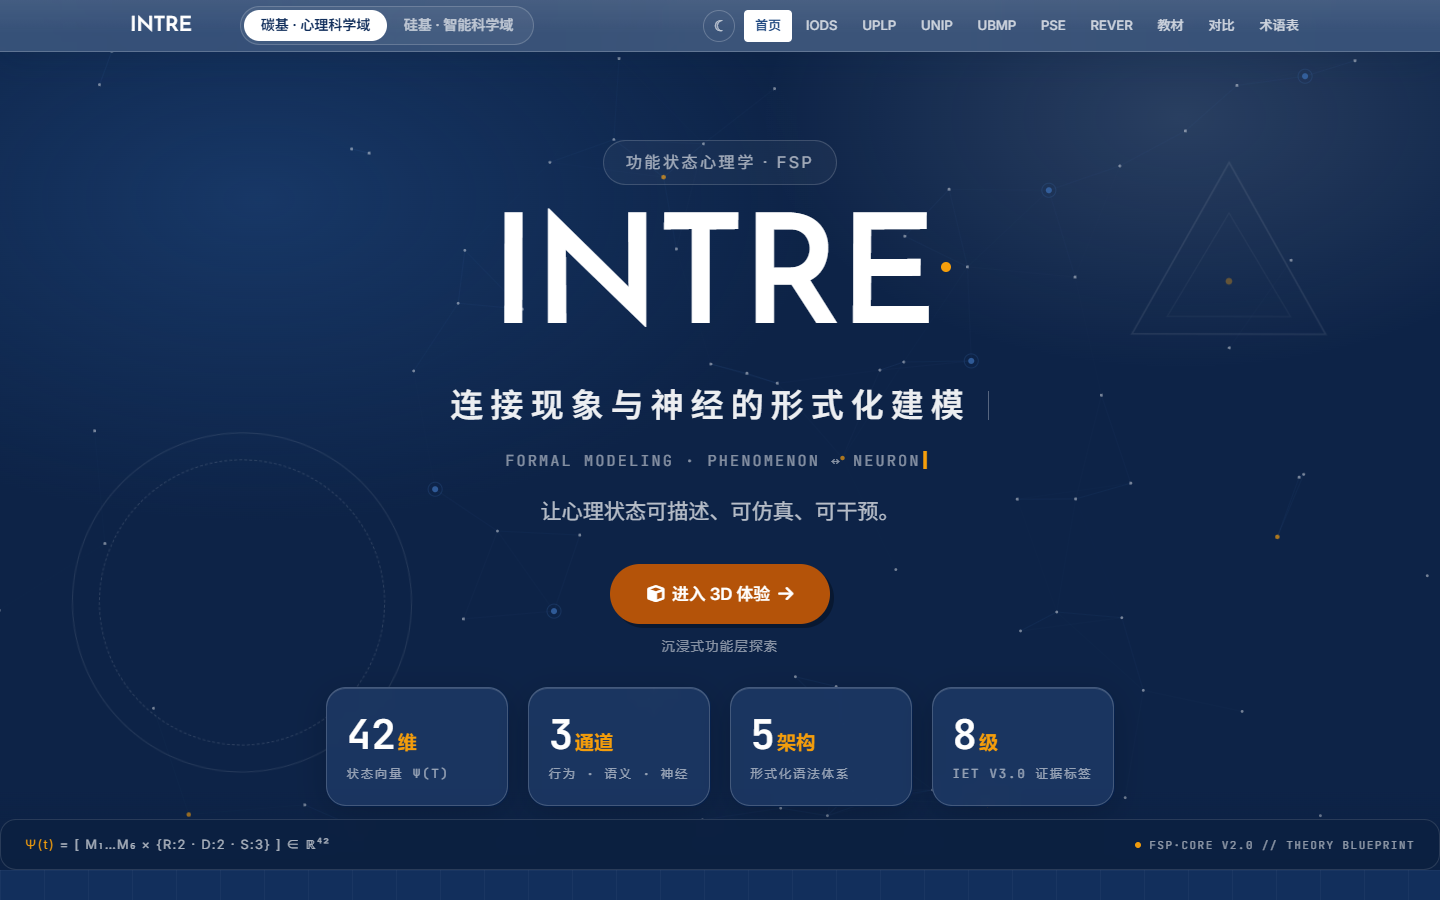 INTRE
碳基 · 心理科学域
硅基 · 智能科学域
首页
IODS
UPLP
UNIP
UBMP
PSE
REVER
教材
对比
术语表
功能状态心理学 · FSP
INTRE
连接现象与神经的形式化建模
FORMAL MODELING · PHENOMENON ↔ NEURON
让心理状态可描述、可仿真、可干预。
进入 3D 体验 →
沉浸式功能层探索
42维
状态向量 Ψ(T)
3通道
行为 · 语义 · 神经
5架构
形式化语法体系
8级
IET V3.0 证据标签
Ψ(t) = [ M₁…M₆ × {R:2 · D:2 · S:3} ] ∈ ℝ⁴²
FSP·CORE V2.0 // THEORY BLUEPRINT